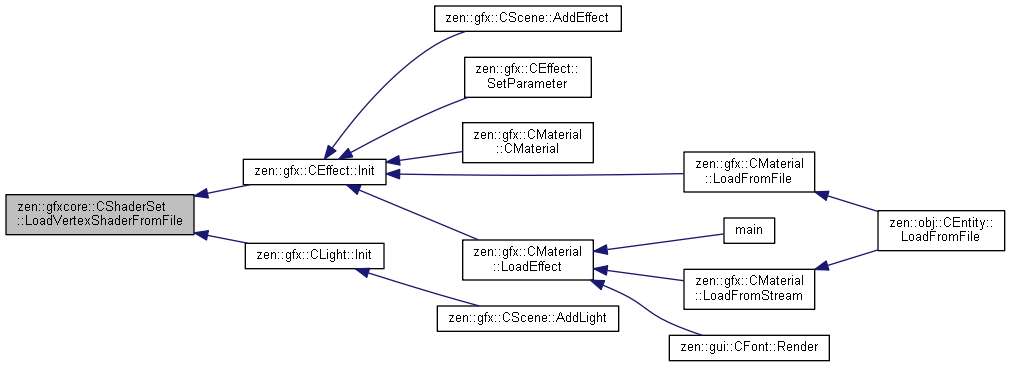 zen::gfx::CScene::AddEffect
zen::gfx::CEffect::
SetParameter
zen::gfx::CMaterial
::CMaterial
zen::gfx::CEffect::Init
zen::gfx::CMaterial
::LoadFromFile
zen::gfxcore::CShaderSet
::LoadVertexShaderFromFile
zen::obj::CEntity::
LoadFromFile
main
zen::gfx::CLight::Init
zen::gfx::CMaterial
::LoadEffect
zen::gfx::CMaterial
::LoadFromStream
zen::gfx::CScene::AddLight
zen::gui::CFont::Render